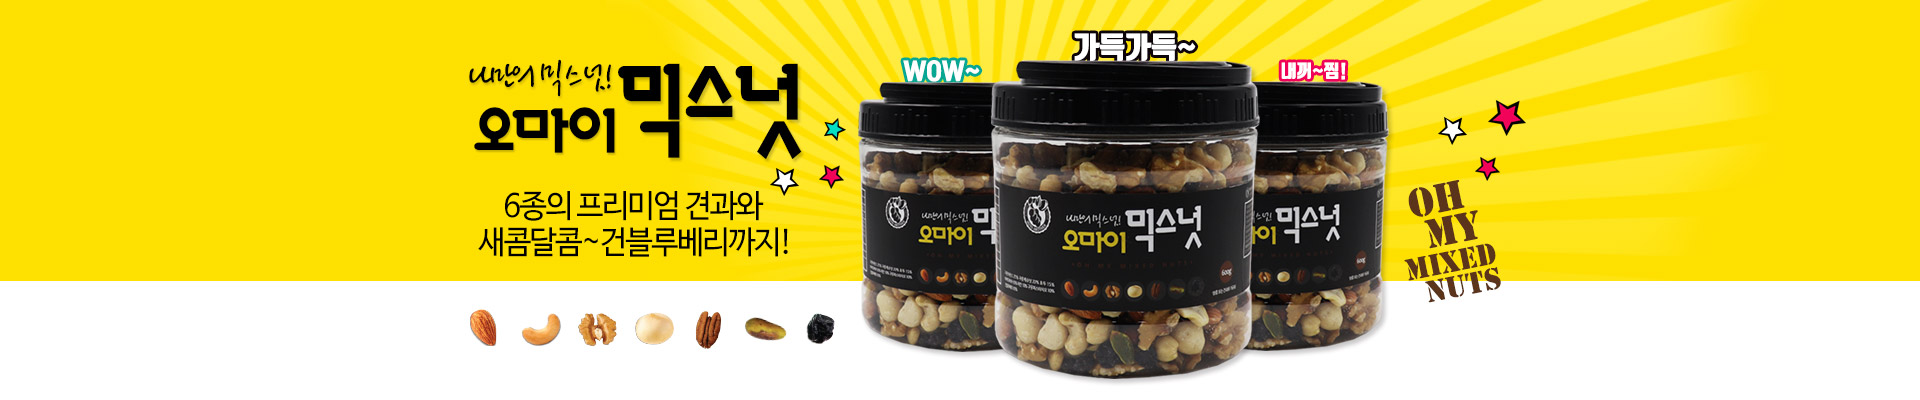 나만의 믹스넛!
오마이 믹스넛
6종의 프리미엄 견과와
새콤달콤~건블루베리까지!
WOW~
가득가득~
내꺼~찜!
나만의 믹스넛!
오마이 믹스넛
600g
OH
MY
MIXED
NUTS